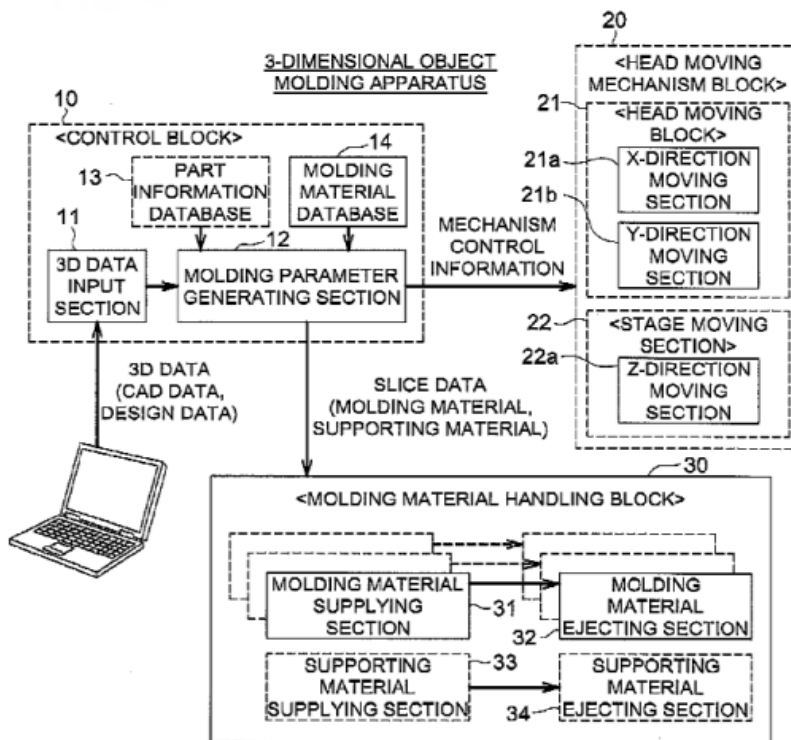 3-DIMENSIONAL OBJECT
MOLDING APPARATUS
10
<CONTROL BLOCK>
13
PART
INFORMATION
DATABASE
14
MOLDING
MATERIAL
DATABASE
11
3D DATA
INPUT
SECTION
12
MOLDING PARAMETER
GENERATING SECTION
MECHANISM
CONTROL
INFORMATION
20
<HEAD MOVING
MECHANISM BLOCK>
21
<HEAD MOVING
BLOCK>
21a
X-DIRECTION
MOVING
SECTION
21b
Y-DIRECTION
MOVING
SECTION
22
<STAGE MOVING
SECTION>
22a
Z-DIRECTION
MOVING
SECTION
3D DATA
(CAD DATA,
DESIGN DATA)
SLICE DATA
(MOLDING MATERIAL,
SUPPORTING MATERIAL)
30
<MOLDING MATERIAL HANDLING BLOCK>
MOLDING MATERIAL
SUPPLYING
SECTION
31
MOLDING
MATERIAL
EJECTING SECTION
32
SUPPORTING
MATERIAL
SUPPLYING SECTION
33
SUPPORTING
MATERIAL
EJECTING SECTION
34